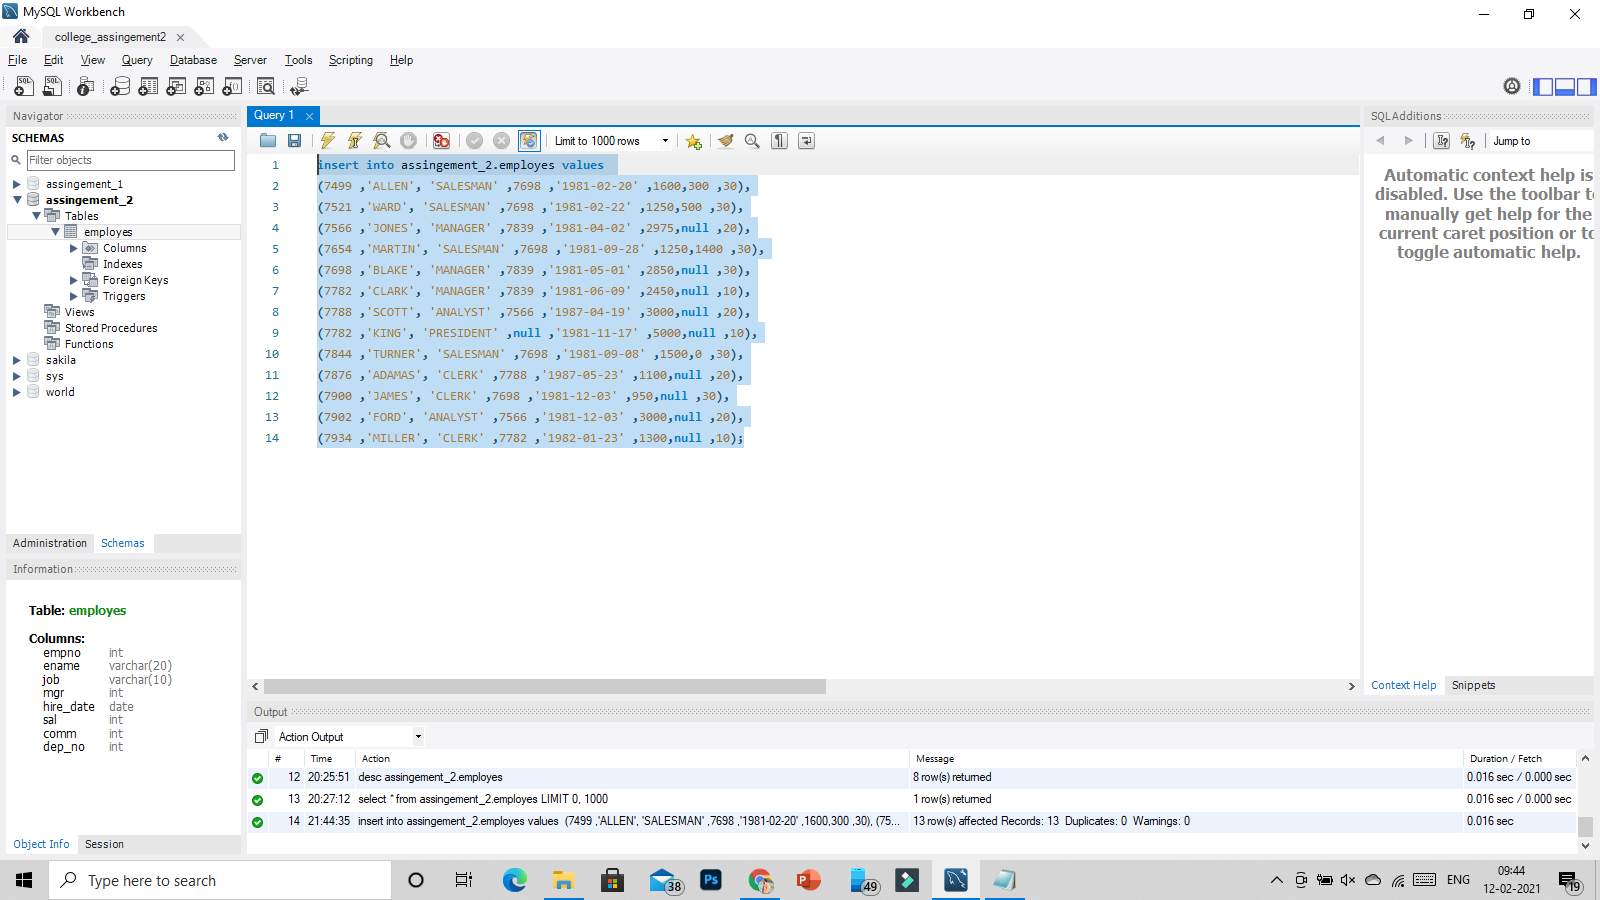 MySQL Workbench
college_assingement2
File Edit View Query Database Server Tools Scripting Help
Navigator
SCHEMAS
Filter objects
assingement_1
assingement_2
Tables
employes
Columns
Indexes
Foreign Keys
Triggers
Views
Stored Procedures
Functions
sakila
sys
world
Administration Schemas
Information
Table: employes
Columns:
empno int
ename varchar(20)
job varchar(10)
mgr int
hire_date date
sal int
comm int
dep_no int
Object Info Session
Query 1
Limit to 1000 rows
1 insert into assingement_2.employes values
2 (7499 ,'ALLEN', 'SALESMAN' ,7698 ,'1981-02-20' ,1600,300 ,30),
3 (7521 ,'WARD', 'SALESMAN' ,7698 ,'1981-02-22' ,1250,500 ,30),
4 (7566 ,'JONES', 'MANAGER' ,7839 ,'1981-04-02' ,2975,null ,20),
5 (7654 ,'MARTIN', 'SALESMAN' ,7698 ,'1981-09-28' ,1250,1400 ,30),
6 (7698 ,'BLAKE', 'MANAGER' ,7839 ,'1981-05-01' ,2850,null ,30),
7 (7782 ,'CLARK', 'MANAGER' ,7839 ,'1981-06-09' ,2450,null ,10),
8 (7788 ,'SCOTT', 'ANALYST' ,7566 ,'1987-04-19' ,3000,null ,20),
9 (7782 ,'KING', 'PRESIDENT' ,null ,'1981-11-17' ,5000,null ,10),
10 (7844 ,'TURNER', 'SALESMAN' ,7698 ,'1981-09-08' ,1500,0 ,30),
11 (7876 ,'ADAMAS', 'CLERK' ,7788 ,'1987-05-23' ,1100,null ,20),
12 (7900 ,'JAMES', 'CLERK' ,7698 ,'1981-12-03' ,950,null ,30),
13 (7902 ,'FORD', 'ANALYST' ,7566 ,'1981-12-03' ,3000,null ,20),
14 (7934 ,'MILLER', 'CLERK' ,7782 ,'1982-01-23' ,1300,null ,10);
SQLAdditions
Jump to
Automatic context help is
disabled. Use the toolbar to
manually get help for the
current caret position or to
toggle automatic help.
Context Help Snippets
Output
Action Output
# Time Action Message Duration / Fetch
12 20:25:51 desc assingement_2.employes 8 row(s) returned 0.016 sec / 0.000 sec
13 20:27:12 select * from assingement_2.employes LIMIT 0, 1000 1 row(s) returned 0.016 sec / 0.000 sec
14 21:44:35 insert into assingement_2.employes values (7499 ,'ALLEN', 'SALESMAN' ,7698 ,'1981-02-20' ,1600,300 ,30), (75... 13 row(s) affected Records: 13 Duplicates: 0 Warnings: 0 0.016 sec
Type here to search
38
Ps
49
ENG
09:44
12-02-2021
19